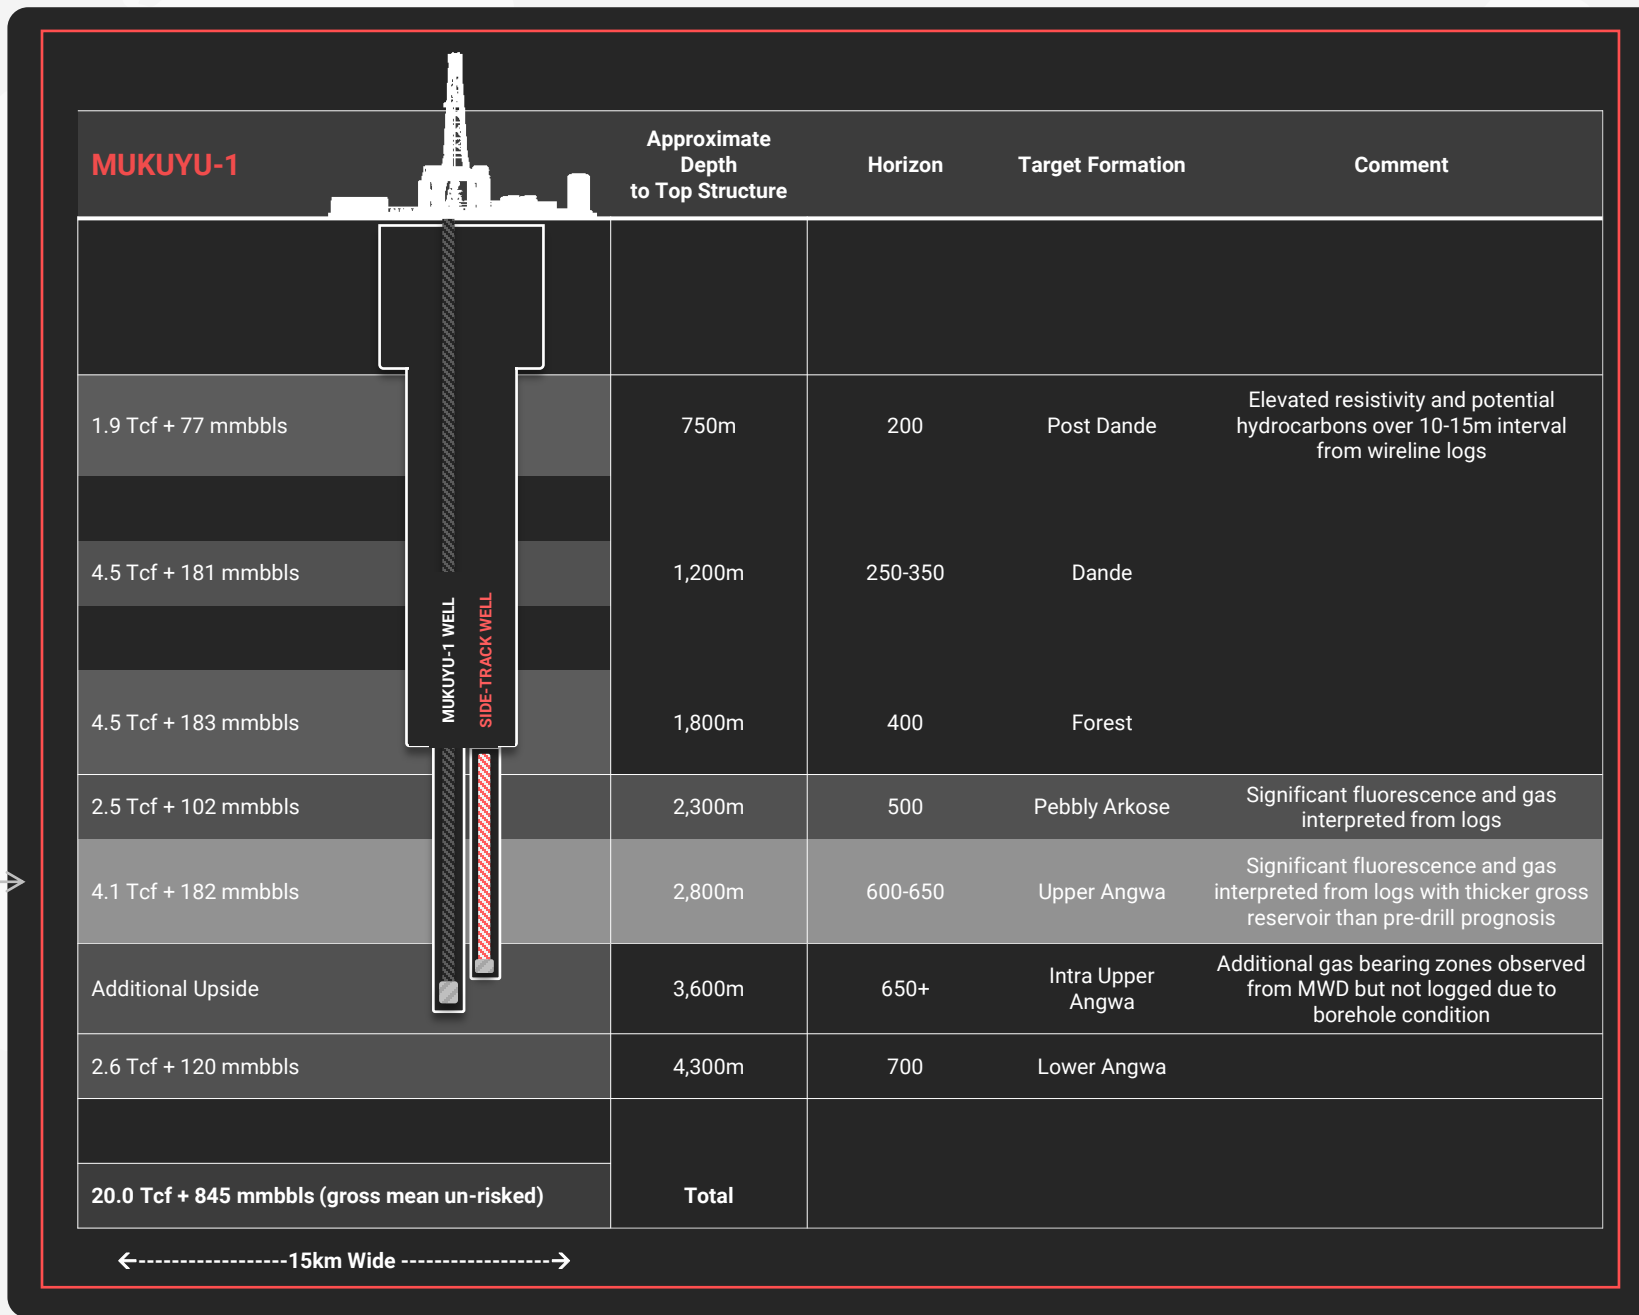 MUKUYU-1
Approximate
Depth
to Top Structure
Horizon
Target Formation
Comment
1.9 Tcf + 77 mmbbls
750m
200
Post Dande
Elevated resistivity and potential
hydrocarbons over 10-15m interval
from wireline logs
4.5 Tcf + 181 mmbbls
1,200m
250-350
Dande
MUKUYU-1 WELL
SIDE-TRACK WELL
4.5 Tcf + 183 mmbbls
1,800m
400
Forest
2.5 Tcf + 102 mmbbls
2,300m
500
Pebbly Arkose
Significant fluorescence and gas
interpreted from logs
4.1 Tcf + 182 mmbbls
2,800m
600-650
Upper Angwa
Significant fluorescence and gas
interpreted from logs with thicker gross
reservoir than pre-drill prognosis
Additional Upside
3,600m
650+
Intra Upper
Angwa
Additional gas bearing zones observed
from MWD but not logged due to
borehole condition
2.6 Tcf + 120 mmbbls
4,300m
700
Lower Angwa
20.0 Tcf + 845 mmbbls (gross mean un-risked)
Total
15km Wide